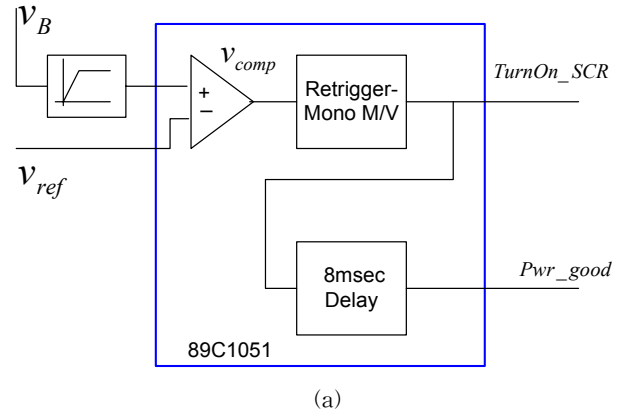 v_B
v_comp
+
−
v_ref
Retrigger-
Mono M/V
TurnOn_SCR
8msec
Delay
Pwr_good
89C1051
(a)